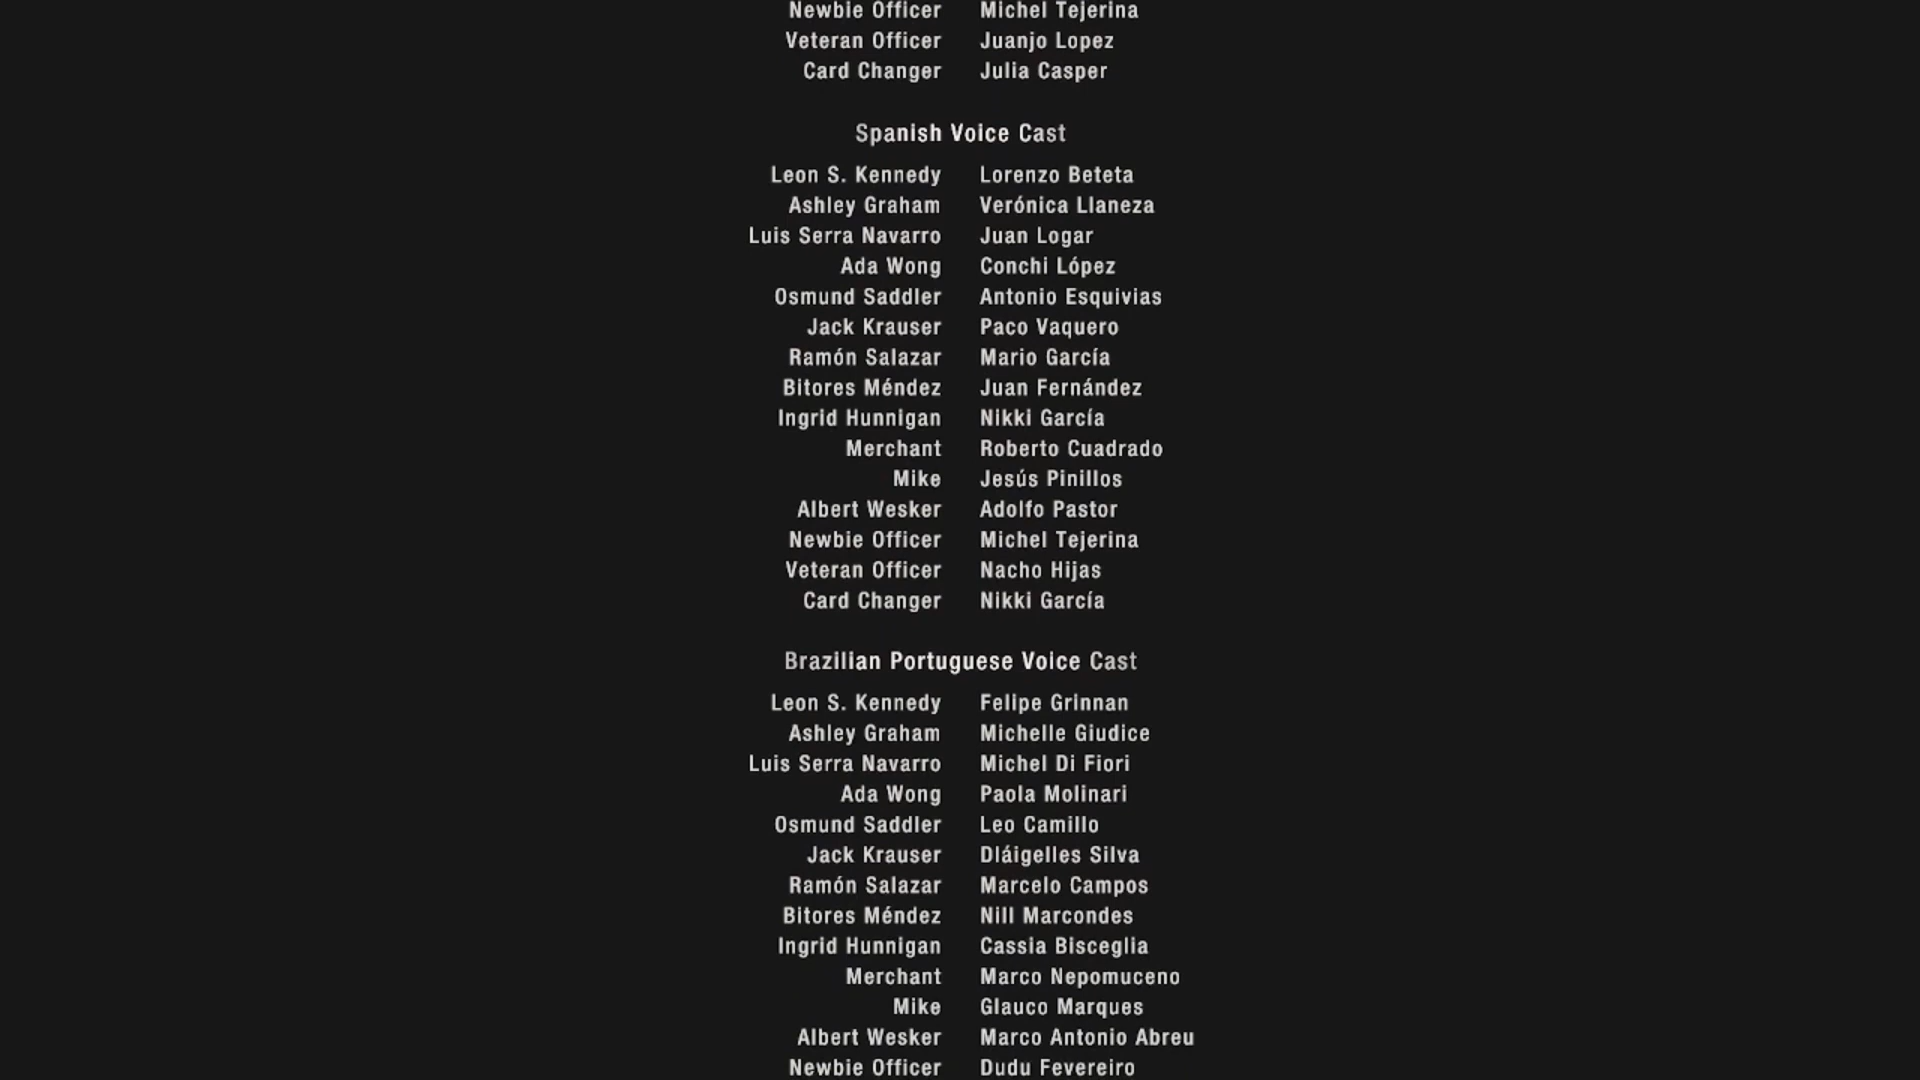 Newbie Officer Michel Tejerina
Veteran Officer Juanjo Lopez
Card Changer Julia Casper
Spanish Voice Cast
Leon S. Kennedy Lorenzo Beteta
Ashley Graham Verónica Llaneza
Luis Serra Navarro Juan Logar
Ada Wong Conchi López
Osmund Saddler Antonio Esquivias
Jack Krauser Paco Vaquero
Ramón Salazar Mario García
Bitores Méndez Juan Fernández
Ingrid Hunnigan Nikki García
Merchant Roberto Cuadrado
Mike Jesús Pinillos
Albert Wesker Adolfo Pastor
Newbie Officer Michel Tejerina
Veteran Officer Nacho Hijas
Card Changer Nikki García
Brazilian Portuguese Voice Cast
Leon S. Kennedy Felipe Grinnan
Ashley Graham Michelle Giudice
Luis Serra Navarro Michel Di Fiori
Ada Wong Paola Molinari
Osmund Saddler Leo Camillo
Jack Krauser Dláigelles Silva
Ramón Salazar Marcelo Campos
Bitores Méndez Nill Marcondes
Ingrid Hunnigan Cassia Bisceglia
Merchant Marco Nepomuceno
Mike Glauco Marques
Albert Wesker Marco Antonio Abreu
Newbie Officer Dudu Fevereiro